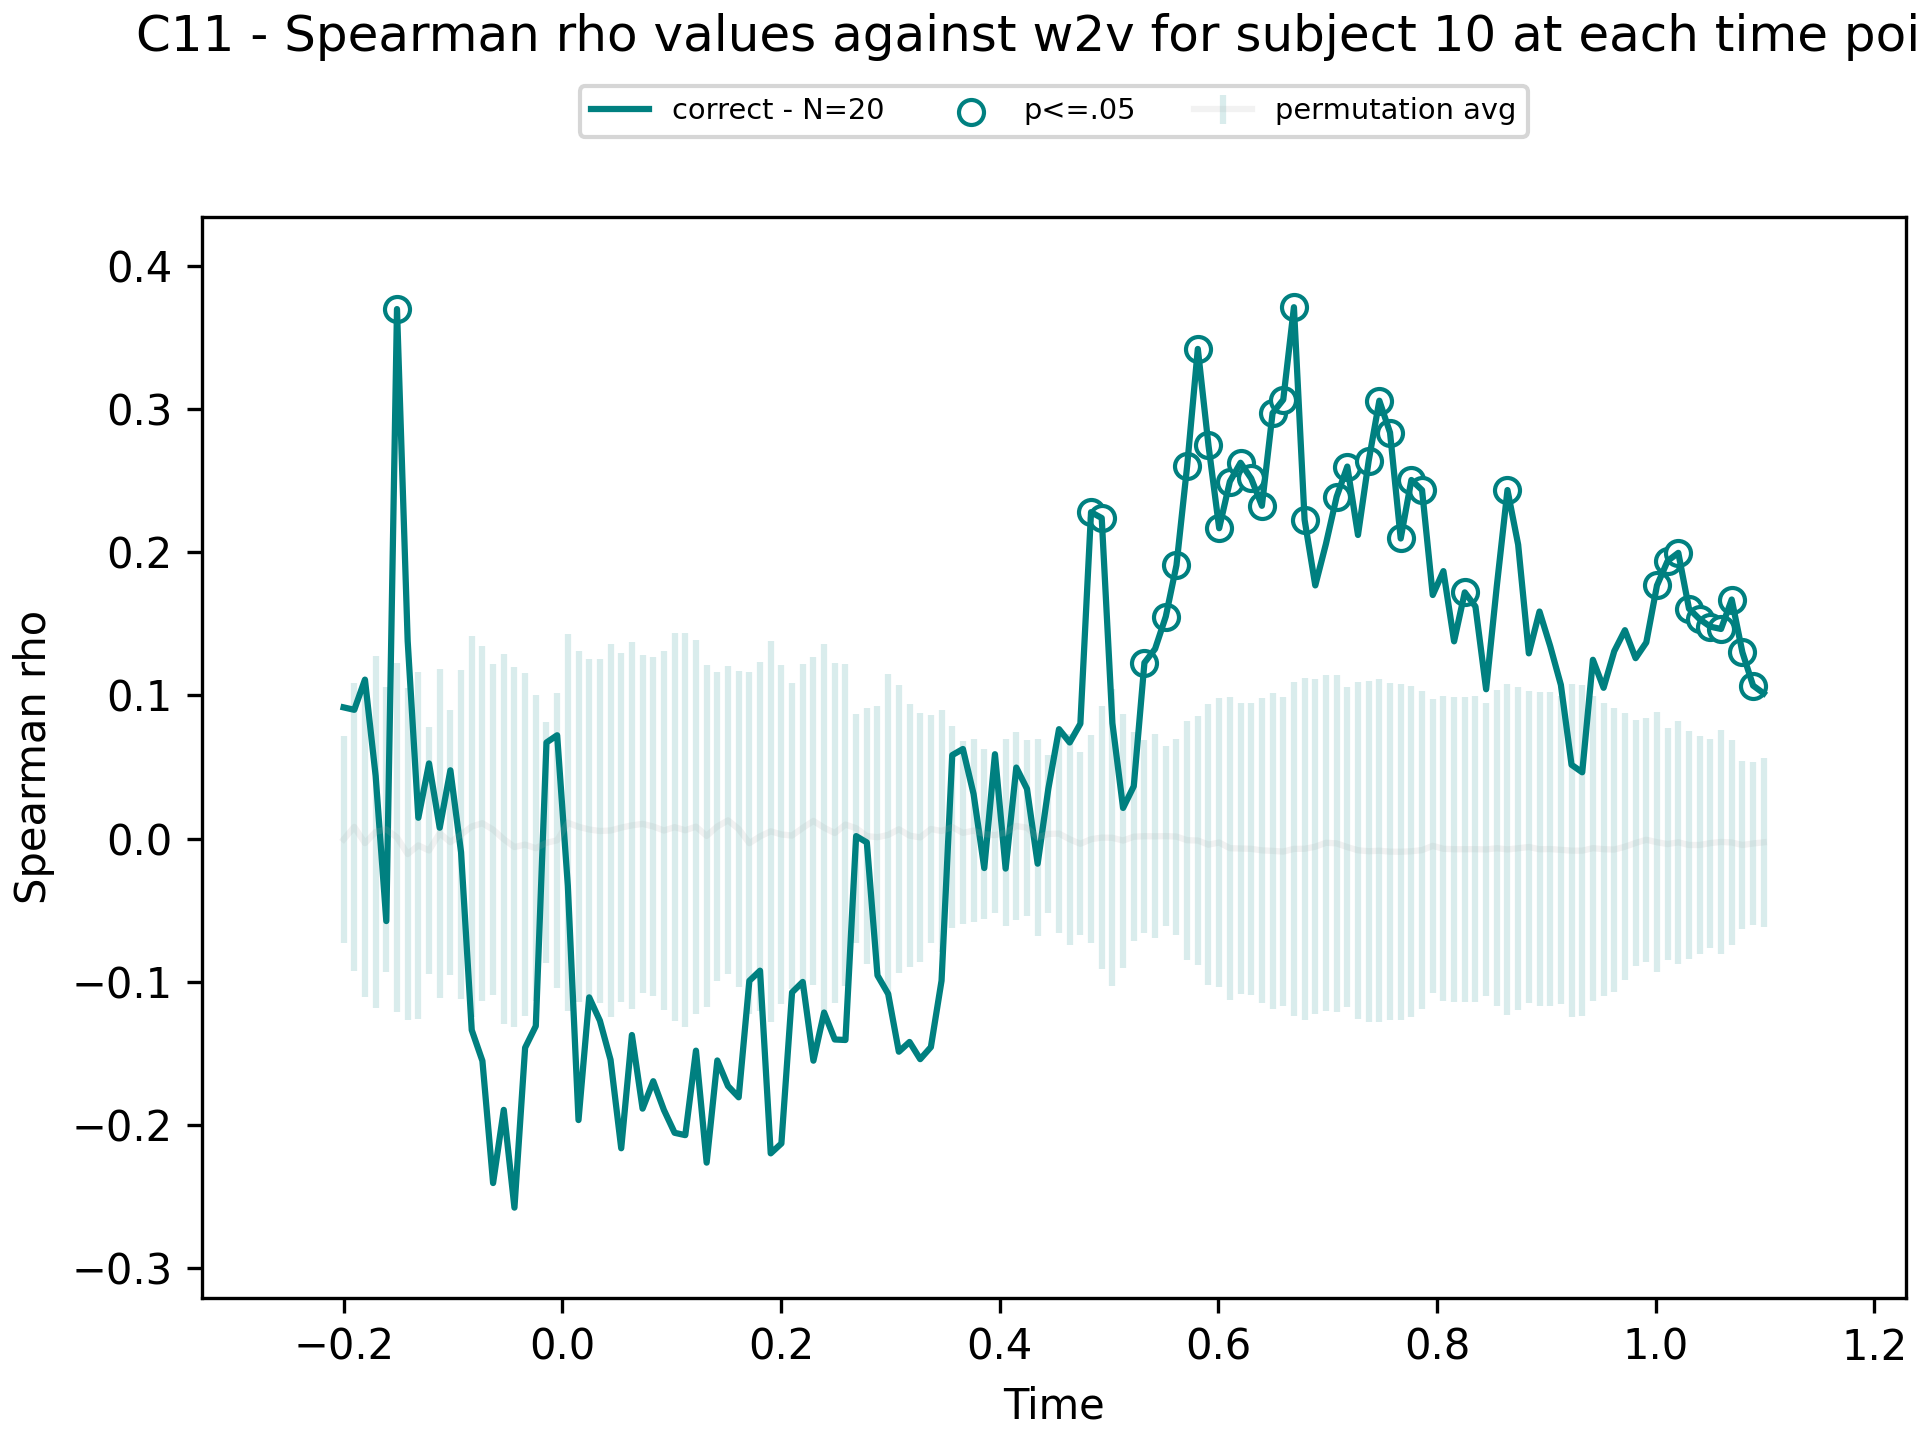 C11 - Spearman rho values against w2v for subject 10 at each time poi
correct - N=20 p<=.05 permutation avg
0.4
0.3
0.2
0.1
0.0
−0.1
−0.2
−0.3
Spearman rho
−0.2 0.0 0.2 0.4 0.6 0.8 1.0 1.2
Time